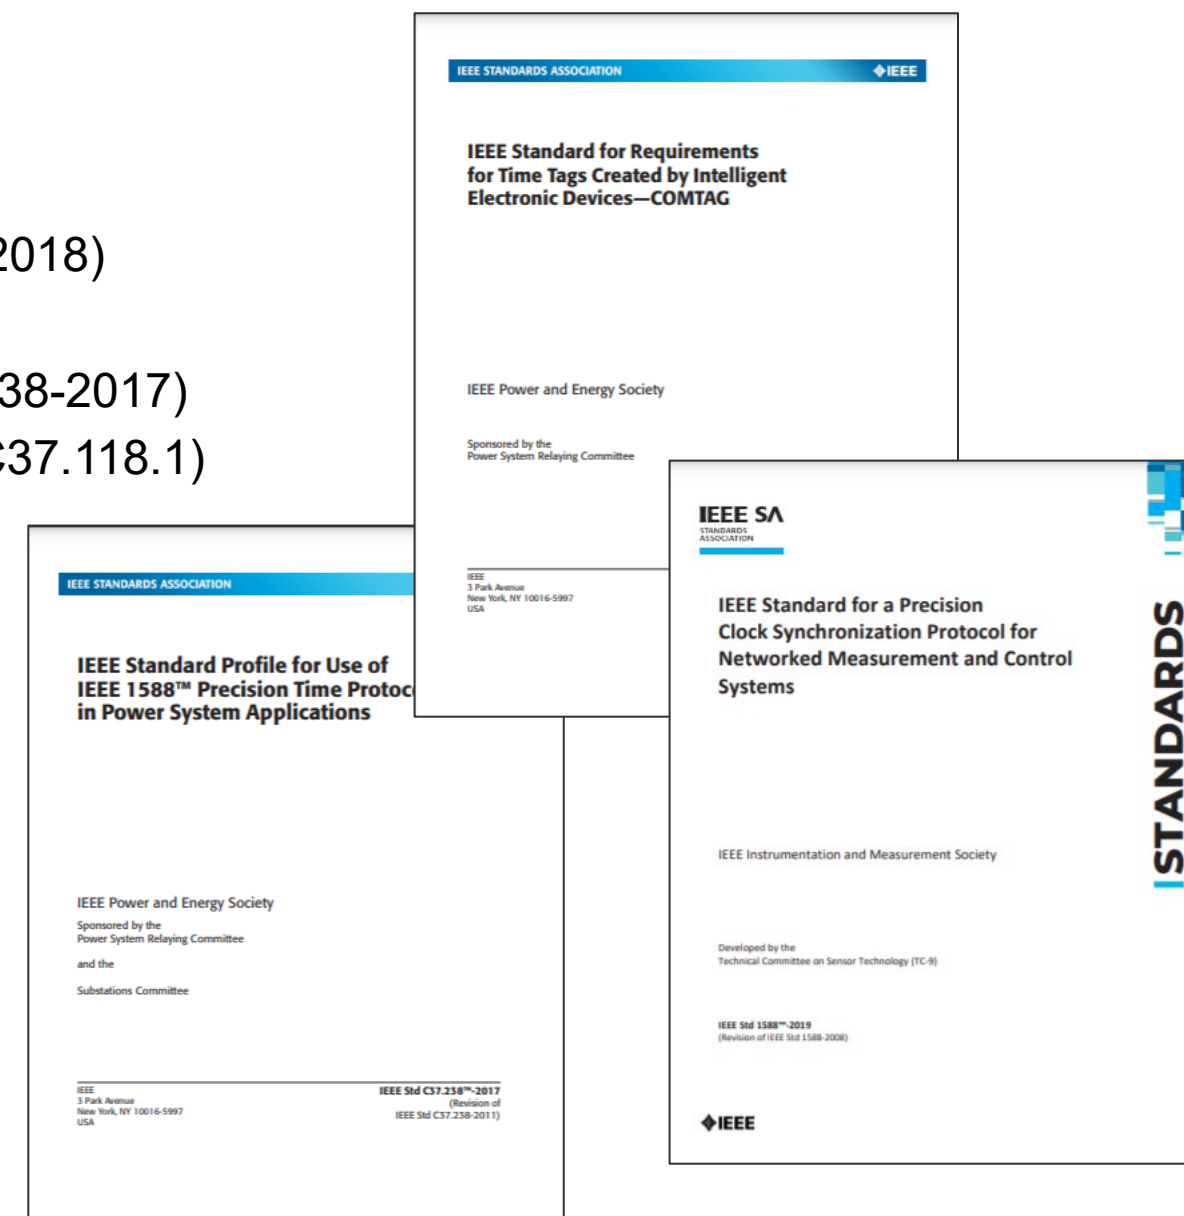 2018)
38-2017)
C37.118.1)
IEEE STANDARDS ASSOCIATION
IEEE
IEEE Standard for Requirements
for Time Tags Created by Intelligent
Electronic Devices—COMTAG
IEEE Power and Energy Society
Sponsored by the
Power System Relaying Committee
IEEE
3 Park Avenue
New York, NY 10016-5997
USA
IEEE STANDARDS ASSOCIATION
IEEE Standard Profile for Use of
IEEE 1588™ Precision Time Protoc
in Power System Applications
IEEE Power and Energy Society
Sponsored by the
Power System Relaying Committee
and the
Substations Committee
IEEE
3 Park Avenue
New York, NY 10016-5997
USA
IEEE Std C37.238™-2017
(Revision of
IEEE Std C37.238-2011)
IEEE SA
STANDARDS
ASSOCIATION
IEEE Standard for a Precision
Clock Synchronization Protocol for
Networked Measurement and Control
Systems
IEEE Instrumentation and Measurement Society
Developed by the
Technical Committee on Sensor Technology (TC-9)
IEEE Std 1588™-2019
(Revision of IEEE Std 1588-2008)
IEEE
STANDARDS